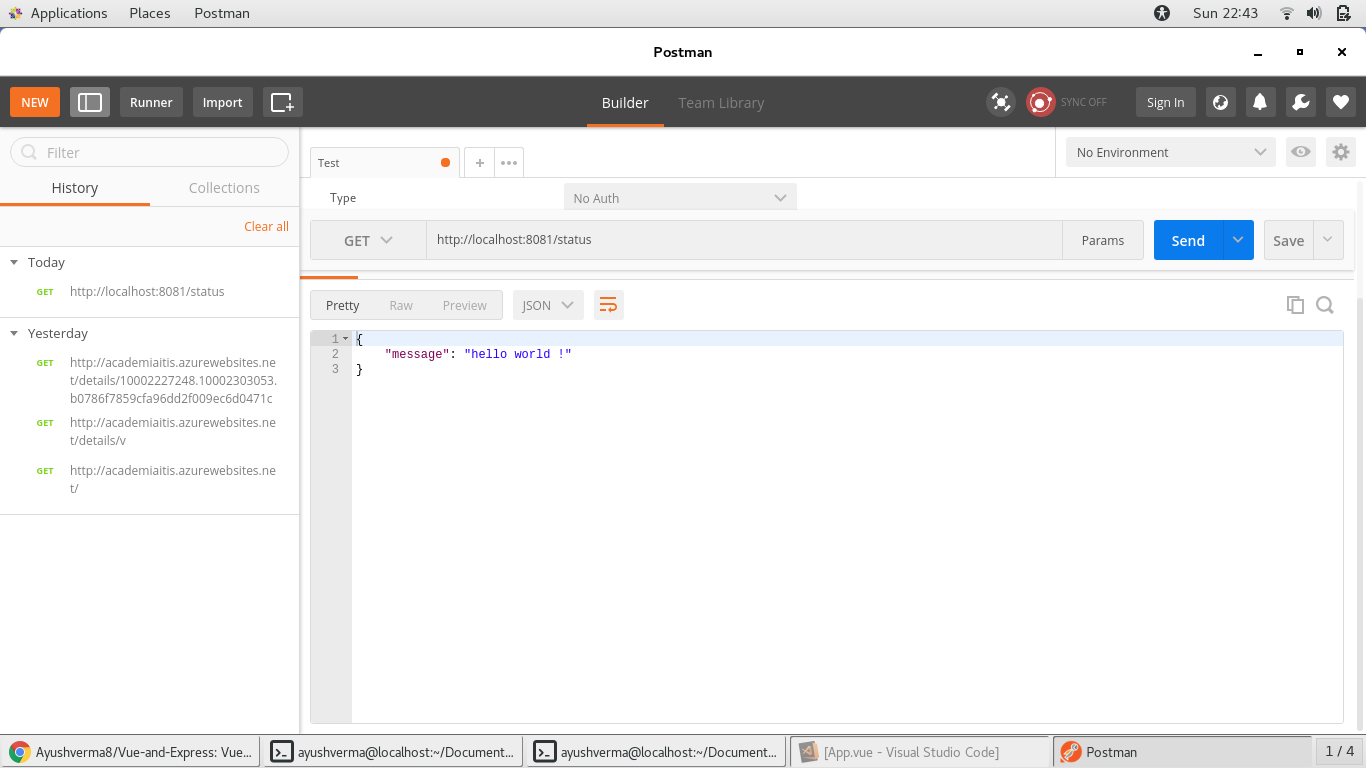 Applications Places Postman Sun 22:43
Postman
NEW Runner Import Builder Team Library SYNC OFF Sign In
Filter
History Collections
Clear all
Today
GET http://localhost:8081/status
Yesterday
GET http://academiaitis.azurewebsites.ne
t/details/10002227248.10002303053.
b0786f7859cfa96dd2f009ec6d0471c
GET http://academiaitis.azurewebsites.ne
t/details/v
GET http://academiaitis.azurewebsites.ne
t/
Test + ••• No Environment
Type No Auth
GET http://localhost:8081/status Params Send Save
Pretty Raw Preview JSON
1 {
2 "message": "hello world !"
3 }
Ayushverma8/Vue-and-Express: Vue... ayushverma@localhost:~/Document... ayushverma@localhost:~/Document... [App.vue - Visual Studio Code] Postman 1 / 4